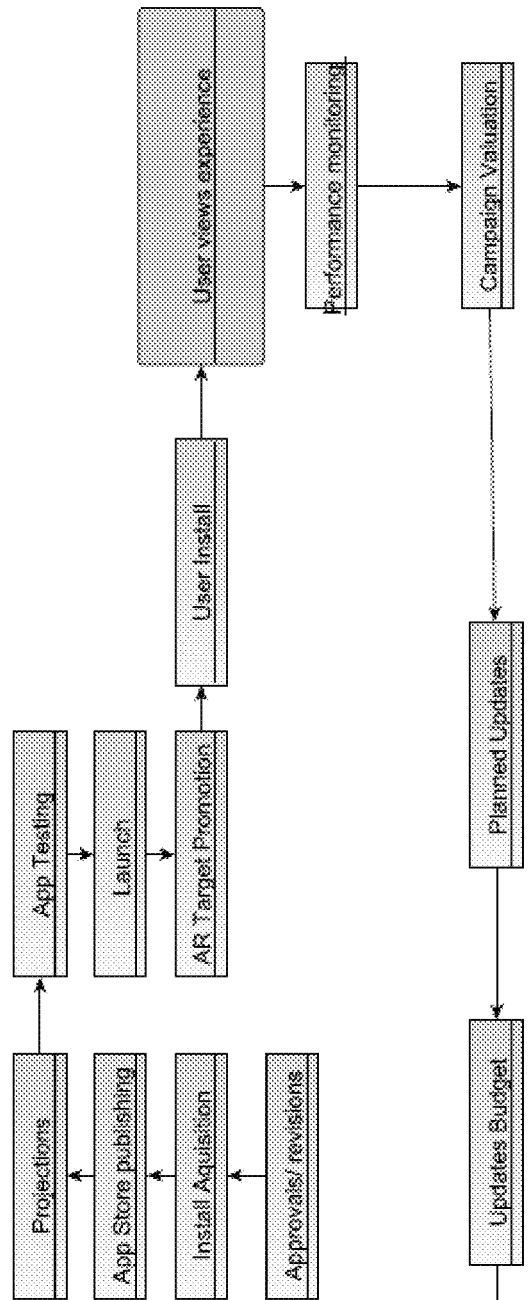 Projections
App Store pubishing
Install Aquisition
Approvals/ revisions
App Testing
Launch
AR Target Promotion
User Install
User views experience
Performance monitoring
Campaign Valuation
Planned Updates
Updates Budget